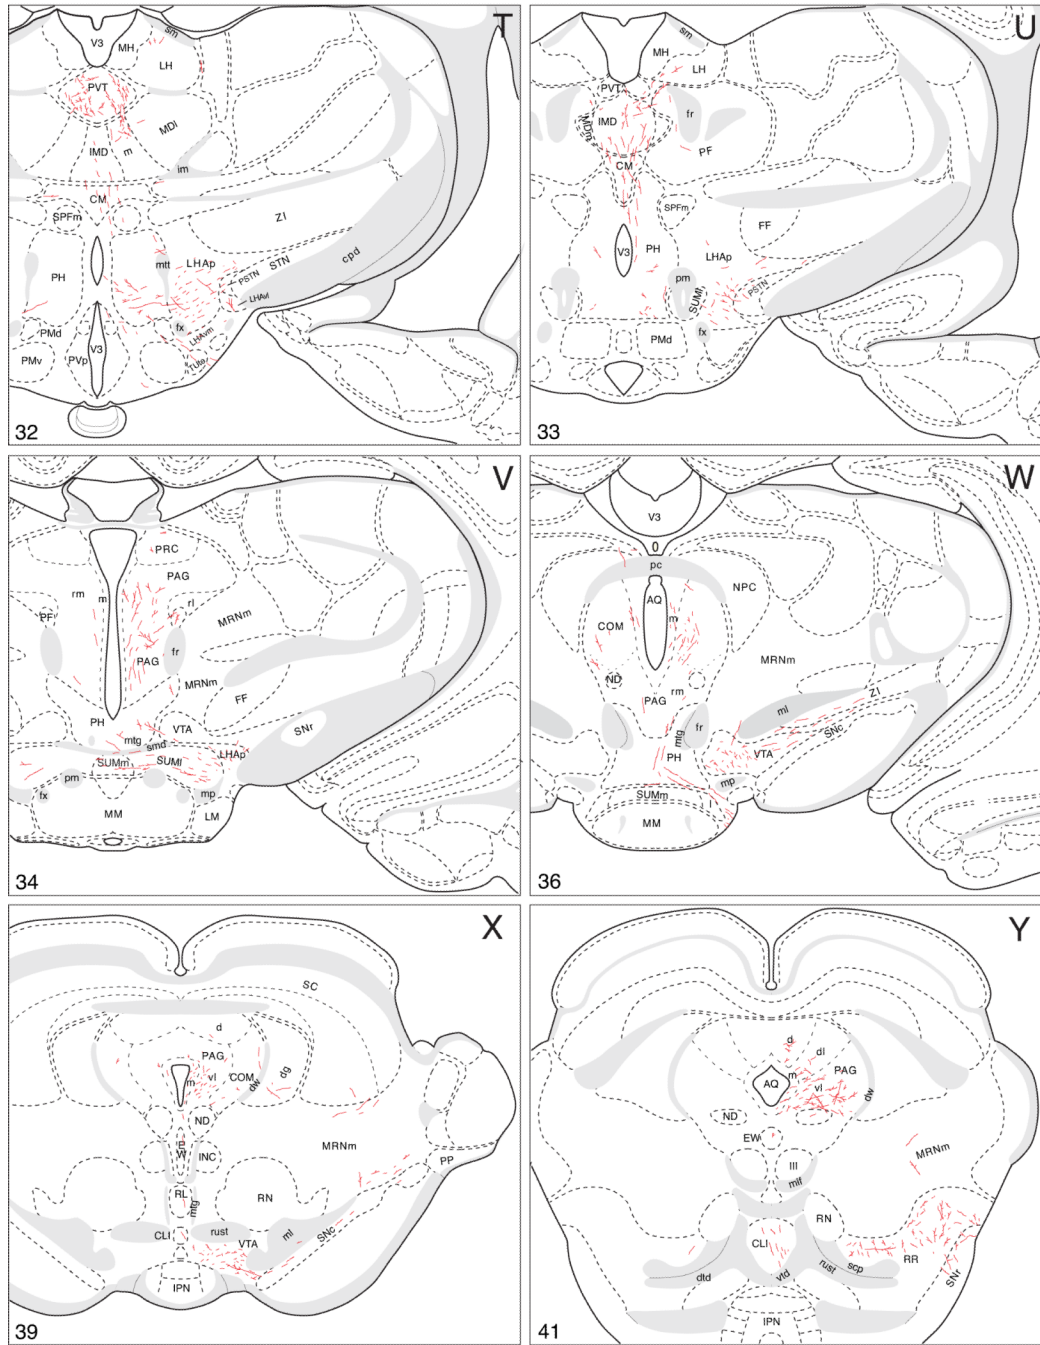 T
V3
sm
MH
LH
PVT
MDl
IMD
m
im
CM
SPFm
ZI
PH
mtt
LHAp
PSTN
STN
cpd
LHAvl
fx
LHAvm
PMd
V3
PMv
PVp
TUte
32
U
sm
MH
LH
PVT
IMD
MDm
fr
PF
CM
SPFm
FF
V3
PH
LHAp
pm
SUMl
PSTN
fx
PMd
33
V
PRC
PAG
rm
m
rl
PF
MRNm
fr
PAG
MRNm
FF
PH
VTA
mtg
smd
SNr
LHAp
SUMm
SUMl
pm
fx
mp
MM
LM
34
W
V3
pc
NPC
AQ
m
COM
MRNm
ND
rm
PAG
ZI
ml
fr
mtg
SNc
VTA
PH
mp
SUMm
MM
36
X
SC
d
PAG
vl
COM
m
dw
dg
ND
MRNm
E
W
INC
PP
RL
RN
mtg
CLI
rust
VTA
ml
SNc
IPN
39
Y
d
dl
m
PAG
AQ
vl
dw
ND
EW
MRNm
III
mlf
RN
CLI
RR
scp
rust
SNr
dtd
vtd
IPN
41